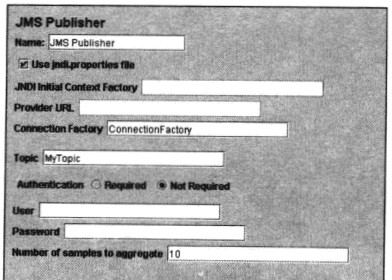 JMS Publisher
Name: JMS Publisher
Use jndi.properties file
JNDI Initial Context Factory
Provider URL
Connection Factory ConnectionFactory
Topic MyTopic
Authentication Required Not Required
User
Password
Number of samples to aggregate 10